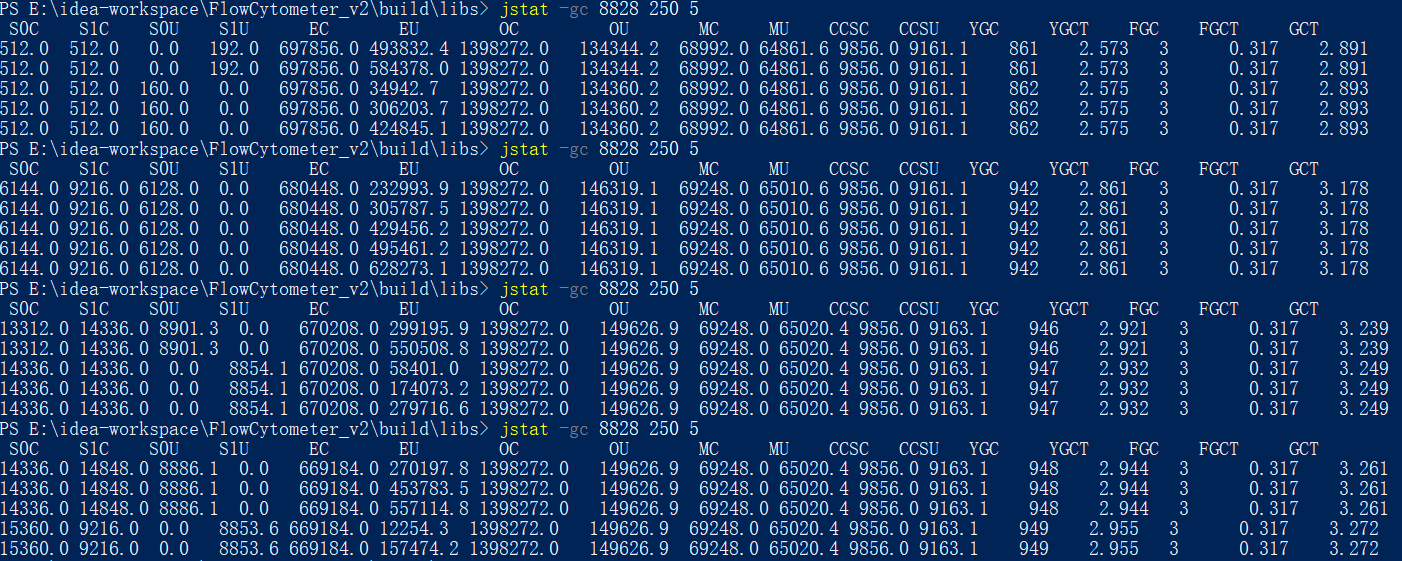 PS E:\idea-workspace\FlowCytometer_v2\build\libs> jstat -gc 8828 250 5
S0C S1C S0U S1U EC EU OC OU MC MU CCSC CCSU YGC YGCT FGC FGCT GCT
512.0 512.0 0.0 192.0 697856.0 493832.4 1398272.0 134344.2 68992.0 64861.6 9856.0 9161.1 861 2.573 3 0.317 2.891
512.0 512.0 0.0 192.0 697856.0 584378.0 1398272.0 134344.2 68992.0 64861.6 9856.0 9161.1 861 2.573 3 0.317 2.891
512.0 512.0 160.0 0.0 697856.0 34942.7 1398272.0 134360.2 68992.0 64861.6 9856.0 9161.1 862 2.575 3 0.317 2.893
512.0 512.0 160.0 0.0 697856.0 306203.7 1398272.0 134360.2 68992.0 64861.6 9856.0 9161.1 862 2.575 3 0.317 2.893
512.0 512.0 160.0 0.0 697856.0 424845.1 1398272.0 134360.2 68992.0 64861.6 9856.0 9161.1 862 2.575 3 0.317 2.893
PS E:\idea-workspace\FlowCytometer_v2\build\libs> jstat -gc 8828 250 5
S0C S1C S0U S1U EC EU OC OU MC MU CCSC CCSU YGC YGCT FGC FGCT GCT
6144.0 9216.0 6128.0 0.0 680448.0 232993.9 1398272.0 146319.1 69248.0 65010.6 9856.0 9161.1 942 2.861 3 0.317 3.178
6144.0 9216.0 6128.0 0.0 680448.0 305787.5 1398272.0 146319.1 69248.0 65010.6 9856.0 9161.1 942 2.861 3 0.317 3.178
6144.0 9216.0 6128.0 0.0 680448.0 429456.2 1398272.0 146319.1 69248.0 65010.6 9856.0 9161.1 942 2.861 3 0.317 3.178
6144.0 9216.0 6128.0 0.0 680448.0 495461.2 1398272.0 146319.1 69248.0 65010.6 9856.0 9161.1 942 2.861 3 0.317 3.178
6144.0 9216.0 6128.0 0.0 680448.0 628273.1 1398272.0 146319.1 69248.0 65010.6 9856.0 9161.1 942 2.861 3 0.317 3.178
PS E:\idea-workspace\FlowCytometer_v2\build\libs> jstat -gc 8828 250 5
S0C S1C S0U S1U EC EU OC OU MC MU CCSC CCSU YGC YGCT FGC FGCT GCT
13312.0 14336.0 8901.3 0.0 670208.0 299195.9 1398272.0 149626.9 69248.0 65020.4 9856.0 9163.1 946 2.921 3 0.317 3.239
13312.0 14336.0 8901.3 0.0 670208.0 550508.8 1398272.0 149626.9 69248.0 65020.4 9856.0 9163.1 946 2.921 3 0.317 3.239
14336.0 14336.0 0.0 8854.1 670208.0 58401.0 1398272.0 149626.9 69248.0 65020.4 9856.0 9163.1 947 2.932 3 0.317 3.249
14336.0 14336.0 0.0 8854.1 670208.0 174073.2 1398272.0 149626.9 69248.0 65020.4 9856.0 9163.1 947 2.932 3 0.317 3.249
14336.0 14336.0 0.0 8854.1 670208.0 279716.6 1398272.0 149626.9 69248.0 65020.4 9856.0 9163.1 947 2.932 3 0.317 3.249
PS E:\idea-workspace\FlowCytometer_v2\build\libs> jstat -gc 8828 250 5
S0C S1C S0U S1U EC EU OC OU MC MU CCSC CCSU YGC YGCT FGC FGCT GCT
14336.0 14848.0 8886.1 0.0 669184.0 270197.8 1398272.0 149626.9 69248.0 65020.4 9856.0 9163.1 948 2.944 3 0.317 3.261
14336.0 14848.0 8886.1 0.0 669184.0 453783.5 1398272.0 149626.9 69248.0 65020.4 9856.0 9163.1 948 2.944 3 0.317 3.261
14336.0 14848.0 8886.1 0.0 669184.0 557114.8 1398272.0 149626.9 69248.0 65020.4 9856.0 9163.1 948 2.944 3 0.317 3.261
15360.0 9216.0 0.0 8853.6 669184.0 12254.3 1398272.0 149626.9 69248.0 65020.4 9856.0 9163.1 949 2.955 3 0.317 3.272
15360.0 9216.0 0.0 8853.6 669184.0 157474.2 1398272.0 149626.9 69248.0 65020.4 9856.0 9163.1 949 2.955 3 0.317 3.272